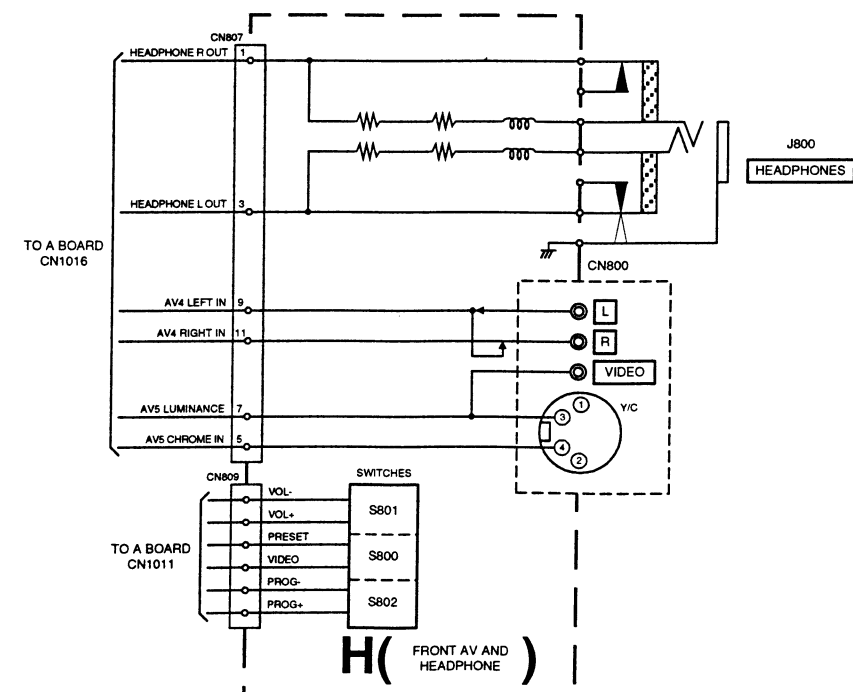 CN807
HEADPHONE R OUT 1
HEADPHONE L OUT 3
J800
HEADPHONES
TO A BOARD
CN1016
CN800
AV4 LEFT IN 9
L
AV4 RIGHT IN 11
R
VIDEO
AV5 LUMINANCE 7
Y/C
1
3
AV5 CHROME IN 5
4
2
CN809
SWITCHES
VOL-
S801
VOL+
PRESET
TO A BOARD
CN1011
S800
VIDEO
PROG-
S802
PROG+
H( FRONT AV AND
HEADPHONE )